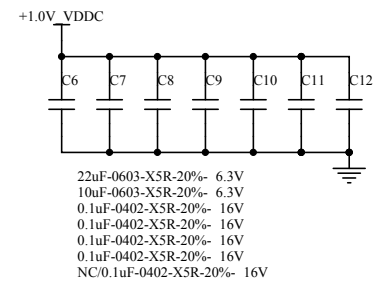 +1.0V_VDDC
C6 C7 C8 C9 C10 C11 C12
22uF-0603-X5R-20%- 6.3V
10uF-0603-X5R-20%- 6.3V
0.1uF-0402-X5R-20%- 16V
0.1uF-0402-X5R-20%- 16V
0.1uF-0402-X5R-20%- 16V
0.1uF-0402-X5R-20%- 16V
NC/0.1uF-0402-X5R-20%- 16V